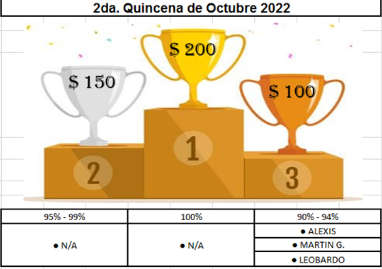 2da. Quincena de Octubre 2022
$ 200
$ 150
$ 100
1
2
3
95% - 99%
100%
90% - 94%
● N/A
● N/A
● ALEXIS
● MARTIN G.
● LEOBARDO